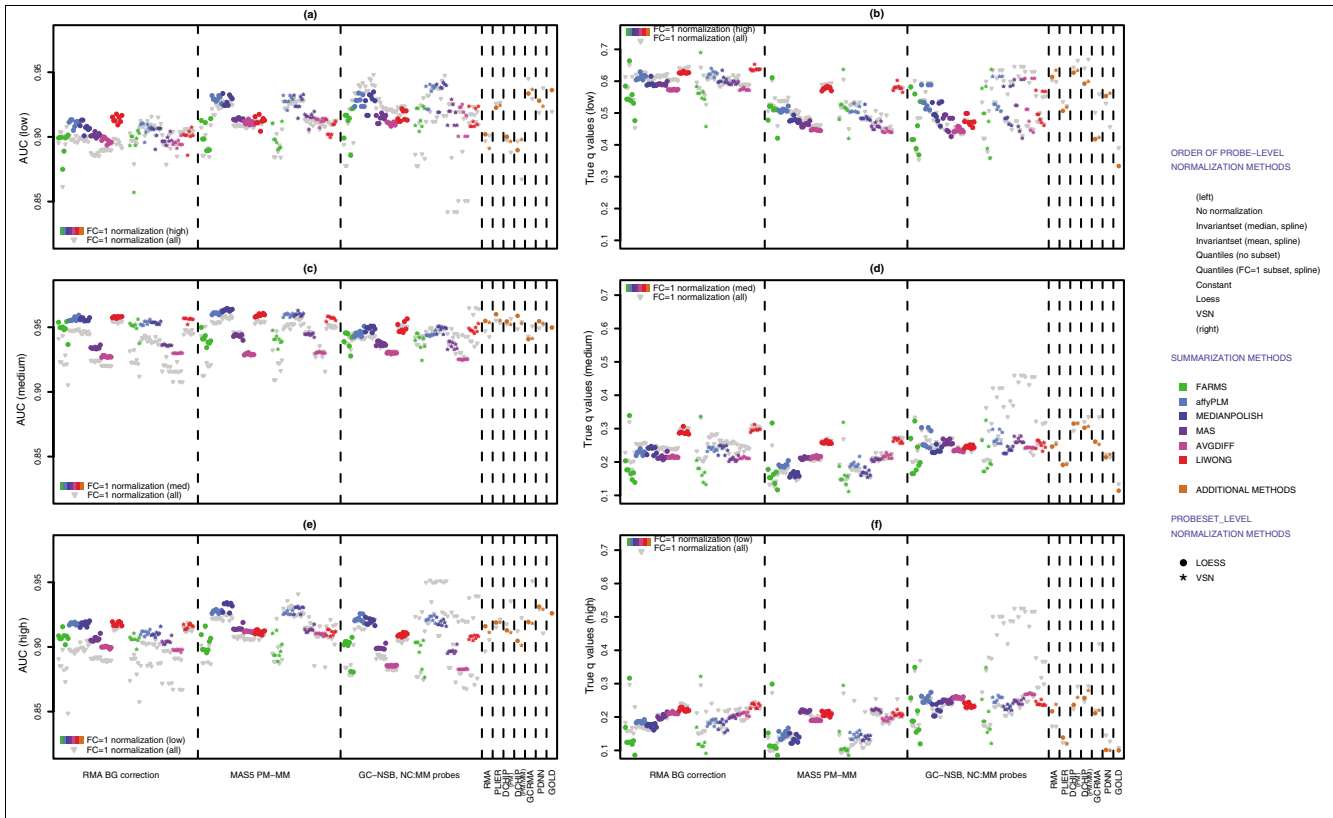 (a)
AUC (low)
0.95
0.90
0.85
FC=1 normalization (high)
FC=1 normalization (all)
(b)
True q values (low)
0.7
0.6
0.5
0.4
0.3
0.2
0.1
FC=1 normalization (high)
FC=1 normalization (all)
(c)
AUC (medium)
0.95
0.90
0.85
FC=1 normalization (med)
FC=1 normalization (all)
(d)
True q values (medium)
0.7
0.6
0.5
0.4
0.3
0.2
0.1
FC=1 normalization (med)
FC=1 normalization (all)
(e)
AUC (high)
0.95
0.90
0.85
FC=1 normalization (low)
FC=1 normalization (all)
RMA BG correction
MAS5 PM−MM
GC−NSB, NC:MM probes
RMA
PLIER
DCHIP
DCHIP
GCRMA
PDNN
GOLD
(f)
True q values (high)
0.7
0.6
0.5
0.4
0.3
0.2
0.1
FC=1 normalization (low)
FC=1 normalization (all)
RMA BG correction
MAS5 PM−MM
GC−NSB, NC:MM probes
RMA
PLIER
DCHIP
DCHIP
GCRMA
PDNN
GOLD
ORDER OF PROBE−LEVEL
NORMALIZATION METHODS
(left)
No normalization
Invariantset (median, spline)
Invariantset (mean, spline)
Quantiles (no subset)
Quantiles (FC=1 subset, spline)
Constant
Loess
VSN
(right)
SUMMARIZATION METHODS
FARMS
affyPLM
MEDIANPOLISH
MAS
AVGDIFF
LIWONG
ADDITIONAL METHODS
PROBESET_LEVEL
NORMALIZATION METHODS
LOESS
VSN